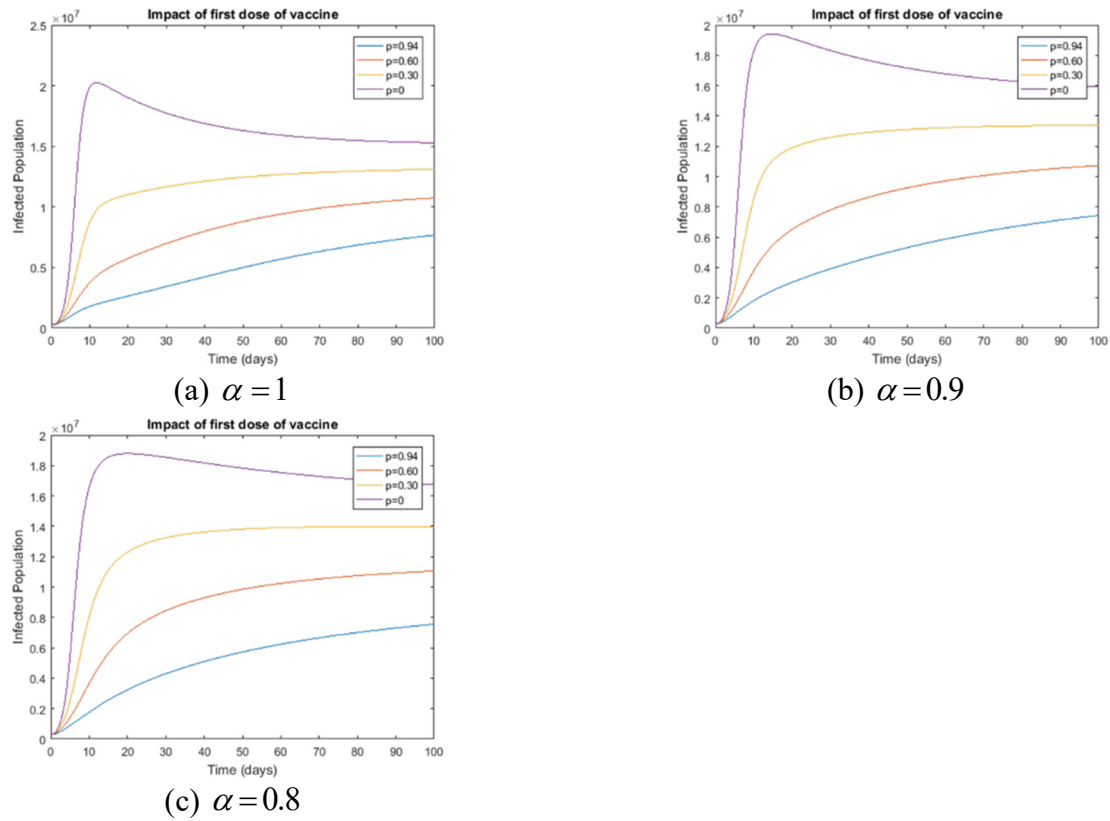 Impact of first dose of vaccine
×10⁷
2.5
2
1.5
1
0.5
0
Infected Population
0 10 20 30 40 50 60 70 80 90 100
Time (days)
p=0.94
p=0.60
p=0.30
p=0
(a) α = 1
Impact of first dose of vaccine
×10⁷
2
1.8
1.6
1.4
1.2
1
0.8
0.6
0.4
0.2
0
Infected Population
0 10 20 30 40 50 60 70 80 90 100
Time (days)
p=0.94
p=0.60
p=0.30
p=0
(b) α = 0.9
Impact of first dose of vaccine
×10⁷
2
1.8
1.6
1.4
1.2
1
0.8
0.6
0.4
0.2
0
Infected Population
0 10 20 30 40 50 60 70 80 90 100
Time (days)
p=0.94
p=0.60
p=0.30
p=0
(c) α = 0.8